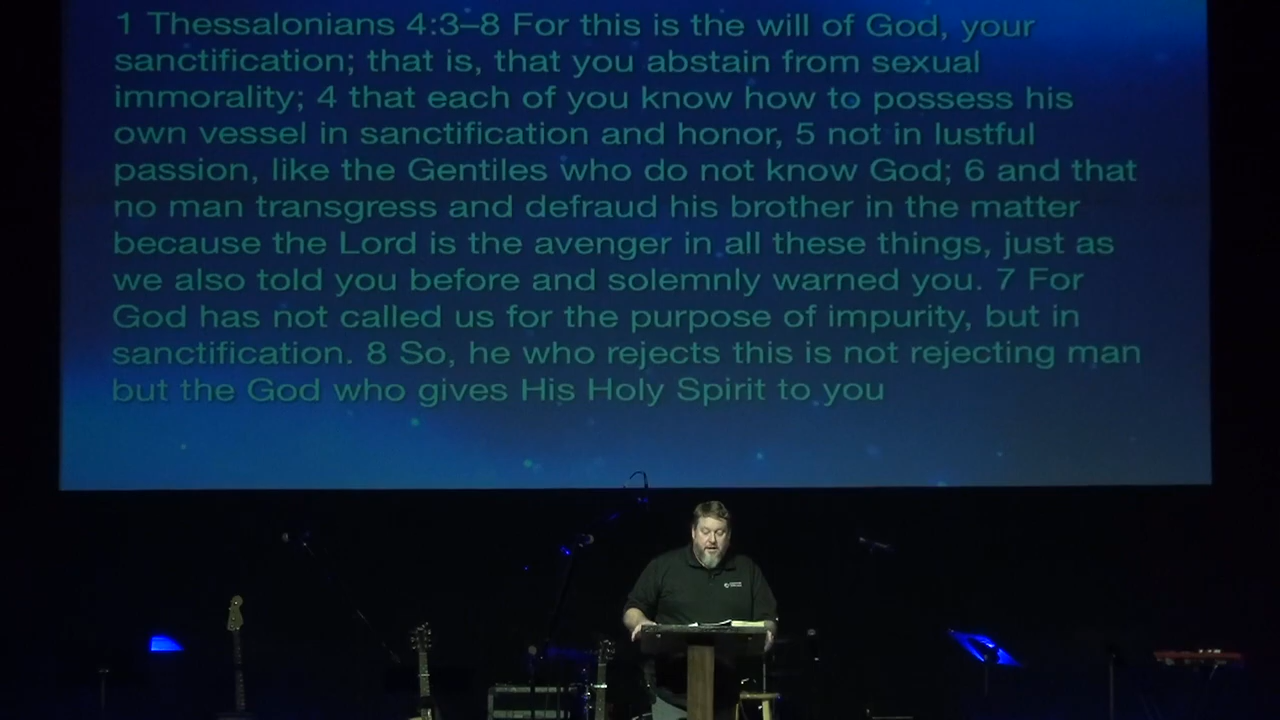 1 Thessalonians 4:3–8 For this is the will of God, your
sanctification; that is, that you abstain from sexual
immorality; 4 that each of you know how to possess his
own vessel in sanctification and honor, 5 not in lustful
passion, like the Gentiles who do not know God; 6 and that
no man transgress and defraud his brother in the matter
because the Lord is the avenger in all these things, just as
we also told you before and solemnly warned you. 7 For
God has not called us for the purpose of impurity, but in
sanctification. 8 So, he who rejects this is not rejecting man
but the God who gives His Holy Spirit to you